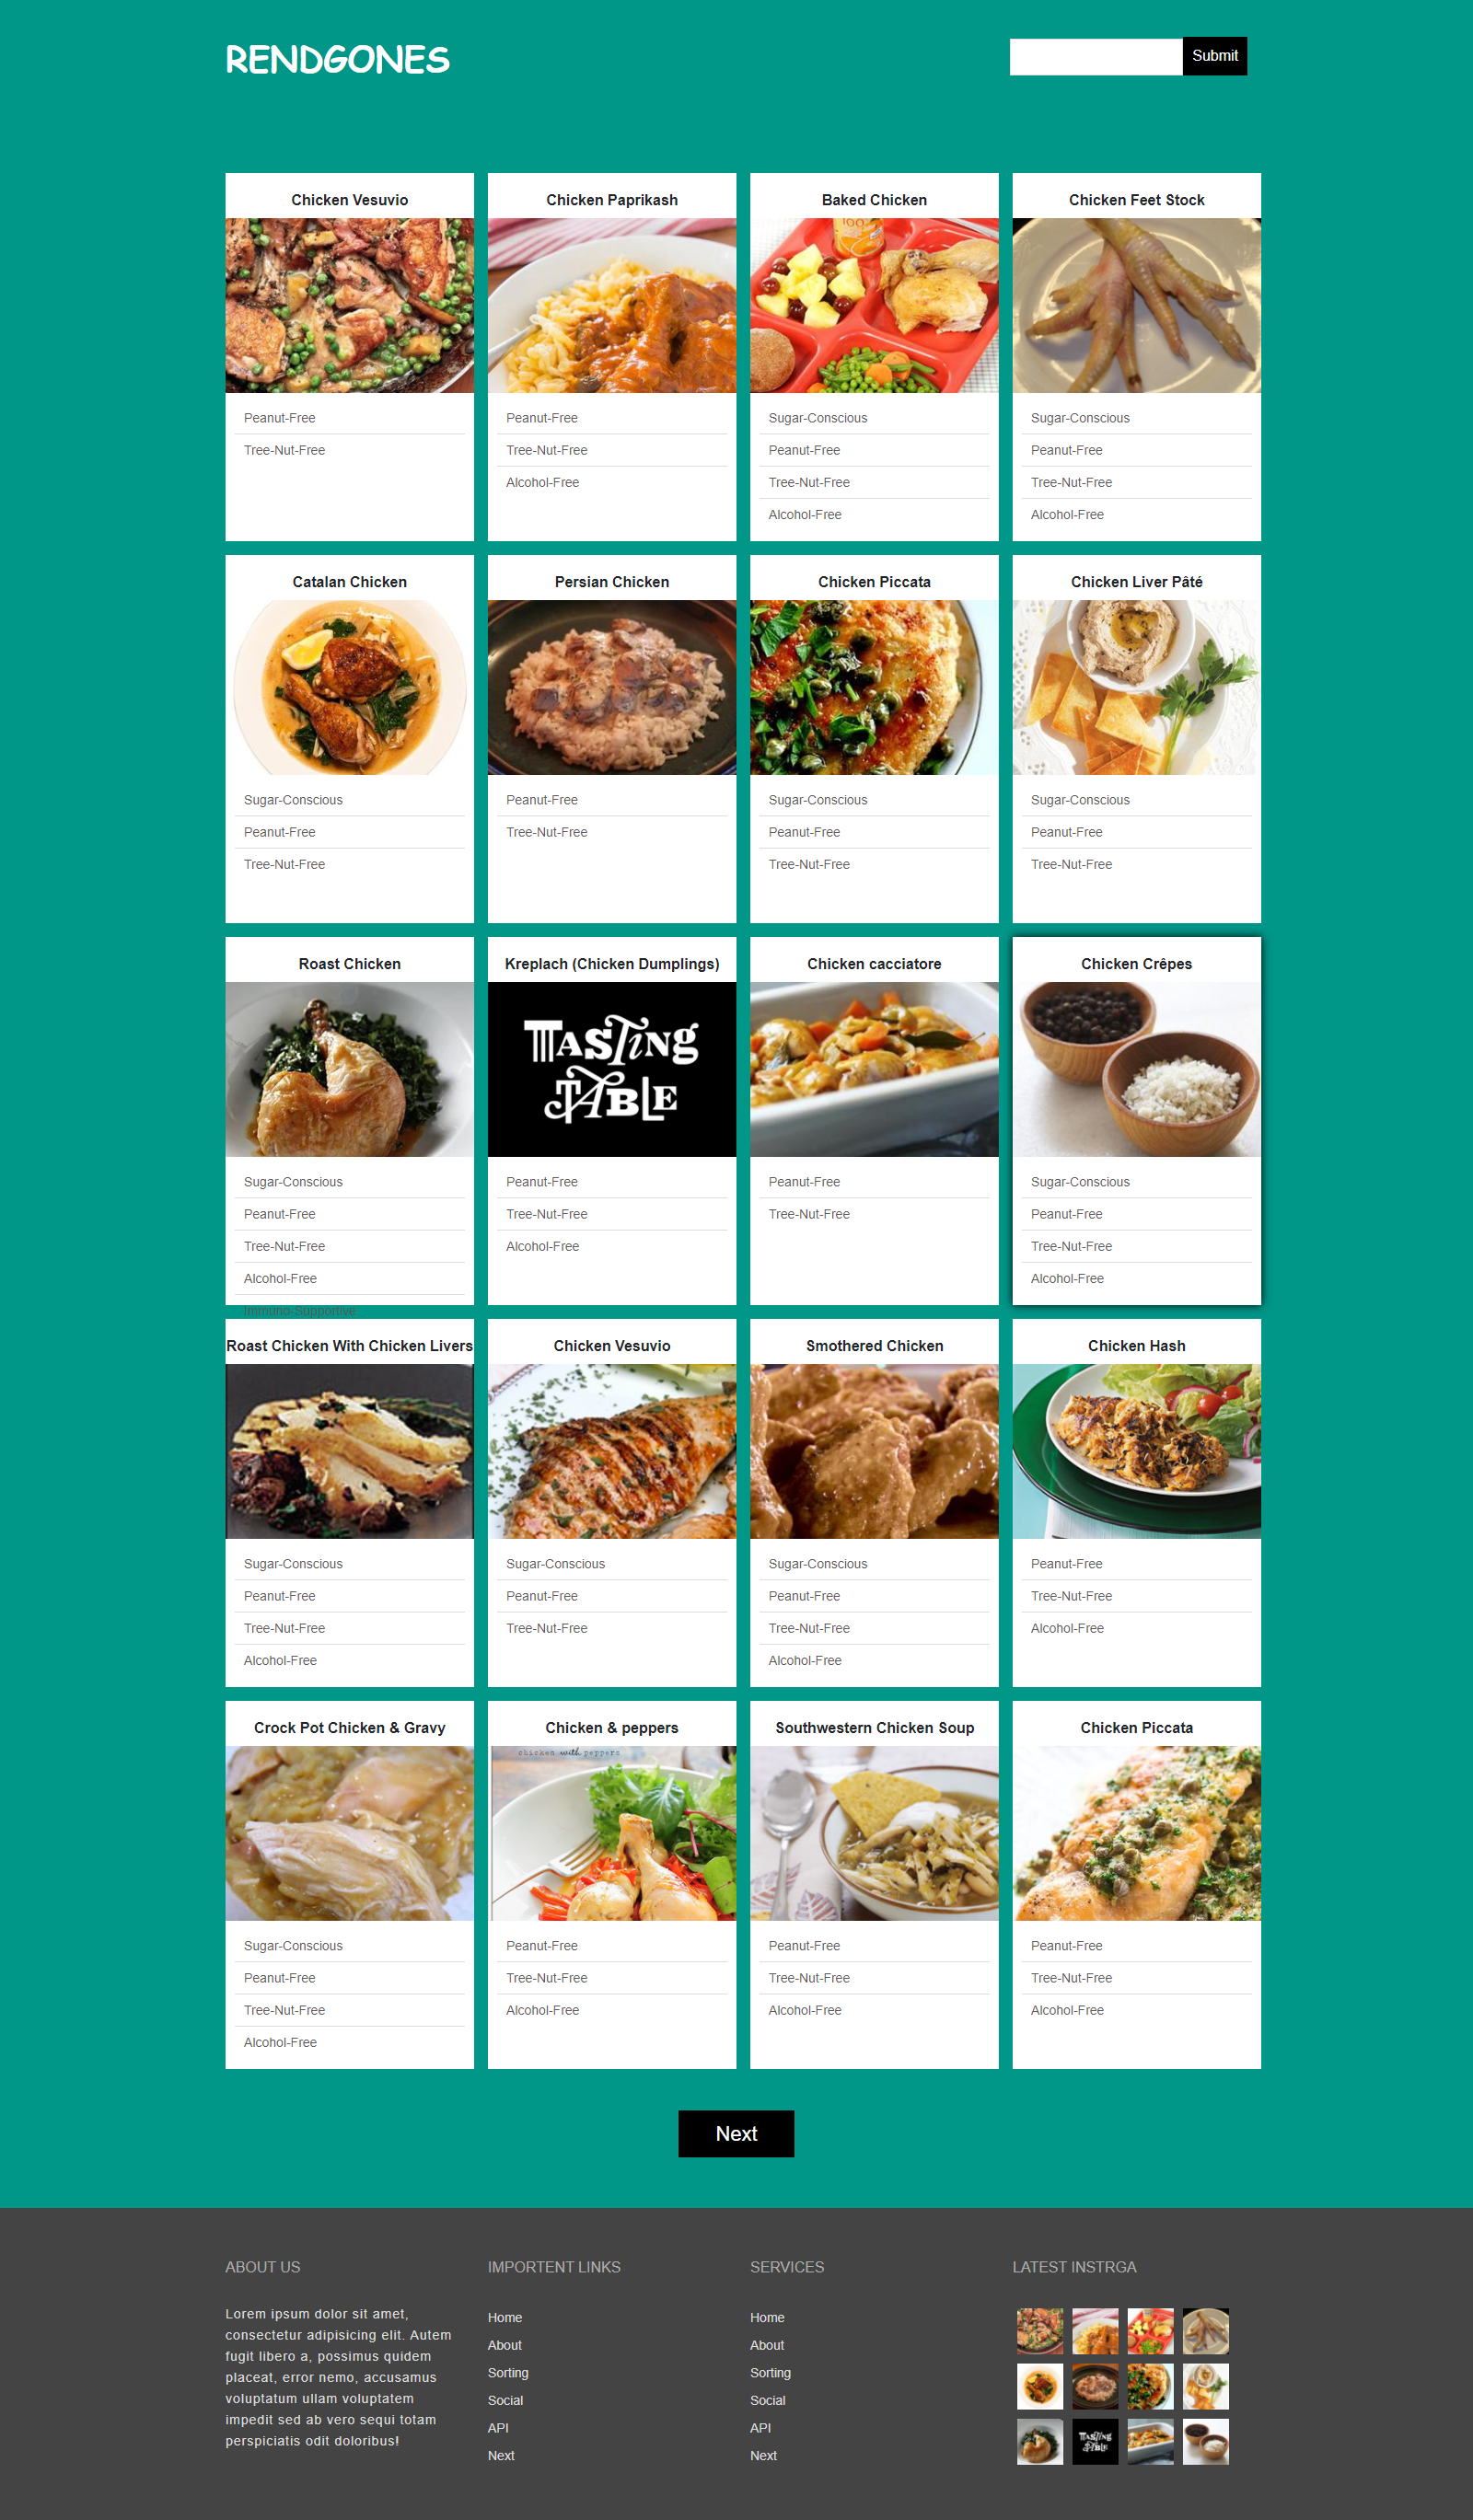 RENDGONES
Submit
Chicken Vesuvio
Peanut-Free
Tree-Nut-Free
Chicken Paprikash
Peanut-Free
Tree-Nut-Free
Alcohol-Free
Baked Chicken
100
Sugar-Conscious
Peanut-Free
Tree-Nut-Free
Alcohol-Free
Chicken Feet Stock
Sugar-Conscious
Peanut-Free
Tree-Nut-Free
Alcohol-Free
Catalan Chicken
Sugar-Conscious
Peanut-Free
Tree-Nut-Free
Persian Chicken
Peanut-Free
Tree-Nut-Free
Chicken Piccata
Sugar-Conscious
Peanut-Free
Tree-Nut-Free
Chicken Liver Pâté
Sugar-Conscious
Peanut-Free
Tree-Nut-Free
Roast Chicken
Sugar-Conscious
Peanut-Free
Tree-Nut-Free
Alcohol-Free
Immuno-Supportive
Kreplach (Chicken Dumplings)
TASTING
TABLE
Peanut-Free
Tree-Nut-Free
Alcohol-Free
Chicken cacciatore
Peanut-Free
Tree-Nut-Free
Chicken Crêpes
Sugar-Conscious
Peanut-Free
Tree-Nut-Free
Alcohol-Free
Roast Chicken With Chicken Livers
Sugar-Conscious
Peanut-Free
Tree-Nut-Free
Alcohol-Free
Chicken Vesuvio
Sugar-Conscious
Peanut-Free
Tree-Nut-Free
Smothered Chicken
Sugar-Conscious
Peanut-Free
Tree-Nut-Free
Alcohol-Free
Chicken Hash
Peanut-Free
Tree-Nut-Free
Alcohol-Free
Crock Pot Chicken & Gravy
Sugar-Conscious
Peanut-Free
Tree-Nut-Free
Alcohol-Free
Chicken & peppers
chicken with peppers
Peanut-Free
Tree-Nut-Free
Alcohol-Free
Southwestern Chicken Soup
Peanut-Free
Tree-Nut-Free
Alcohol-Free
Chicken Piccata
Peanut-Free
Tree-Nut-Free
Alcohol-Free
Next
ABOUT US
Lorem ipsum dolor sit amet,
consectetur adipisicing elit. Autem
fugit libero a, possimus quidem
placeat, error nemo, accusamus
voluptatum ullam voluptatem
impedit sed ab vero sequi totam
perspiciatis odit doloribus!
IMPORTENT LINKS
Home
About
Sorting
Social
API
Next
SERVICES
Home
About
Sorting
Social
API
Next
LATEST INSTRGA
TASTING
TABLE